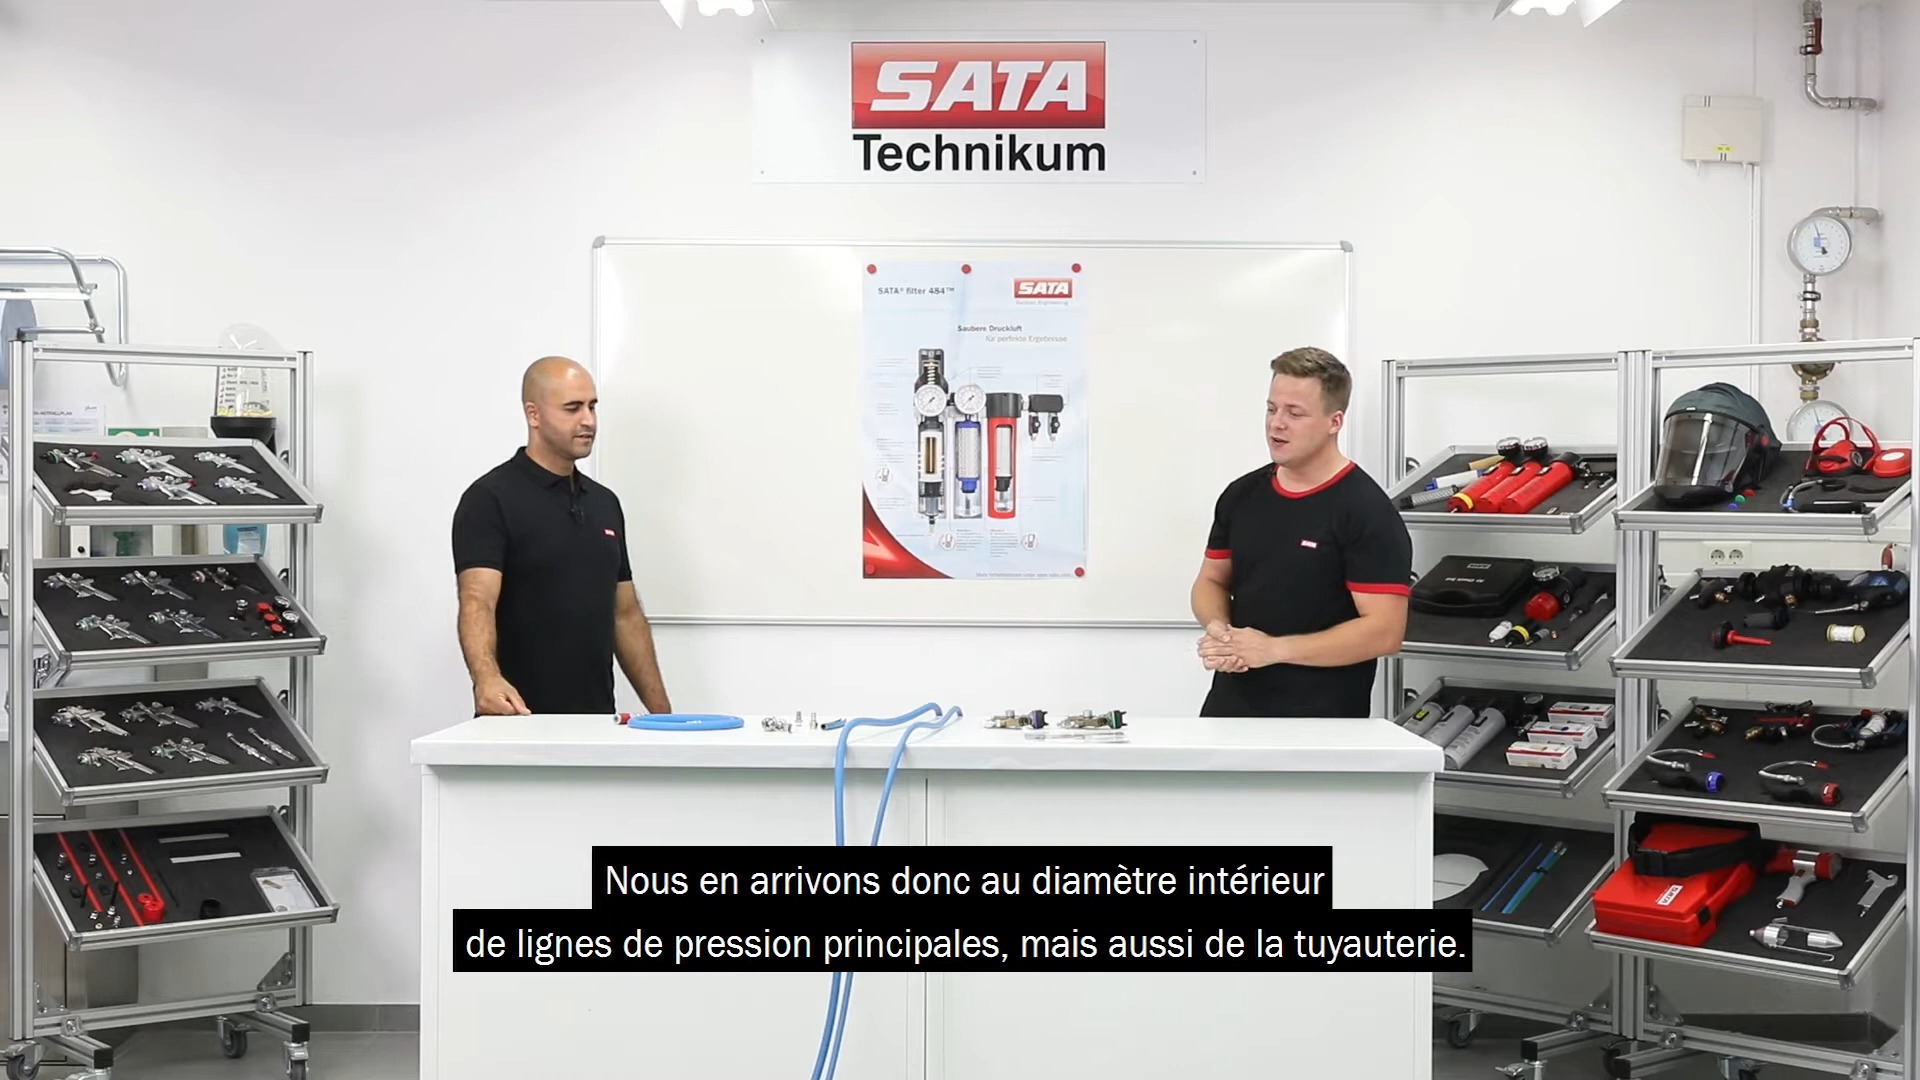 SATA
Technikum
SATA® filter 484™
SATA
Saubere Druckluft
für perfekte Ergebnisse
Nous en arrivons donc au diamètre intérieur
de lignes de pression principales, mais aussi de la tuyauterie.